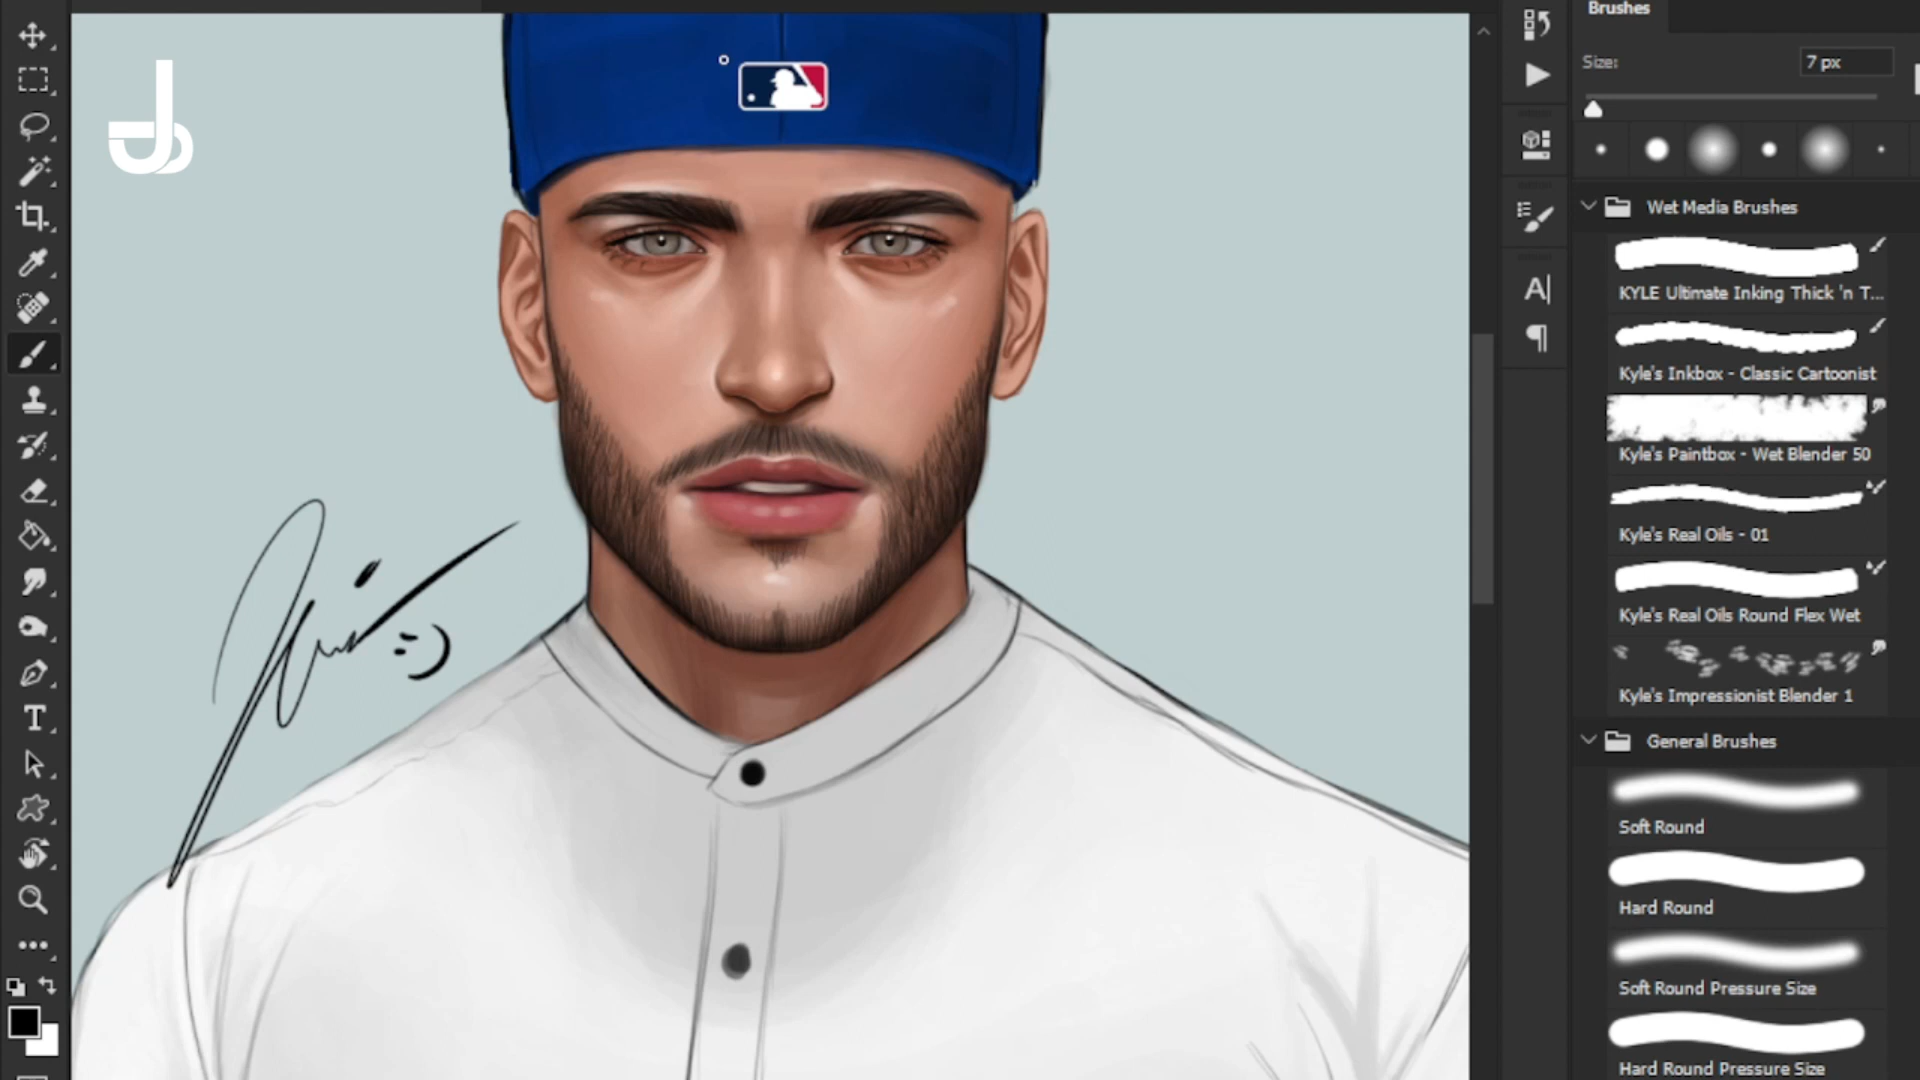 Brushes
Size:
7 px
Wet Media Brushes
KYLE Ultimate Inking Thick 'n T...
Kyle's Inkbox - Classic Cartoonist
Kyle's Paintbox - Wet Blender 50
Kyle's Real Oils - 01
Kyle's Real Oils Round Flex Wet
Kyle's Impressionist Blender 1
General Brushes
Soft Round
Hard Round
Soft Round Pressure Size
Hard Round Pressure Size